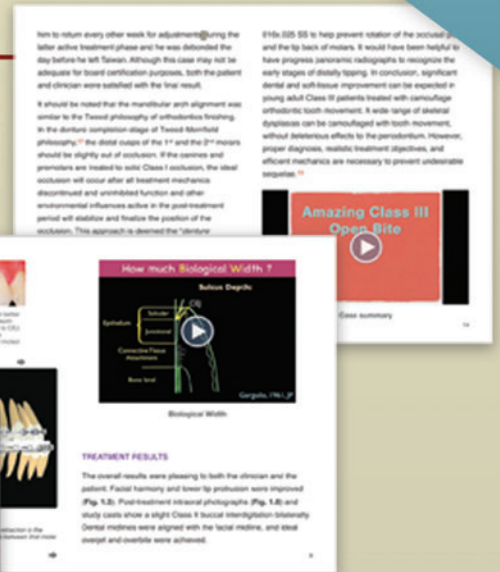 him to return every other week for adjustments during the
latter active treatment phase and he was debonded the
day before he left Taiwan. Although this case may not be
adequate for board certification purposes, both the patient
and clinician were satisfied with the final result.
It should be noted that the mandibular arch alignment was
similar to the Tweed philosophy of orthodontics finishing.
In the denture completion stage of Tweed-Merrifield
philosophy, the distal cusps of the 1st and the 2nd molars
should be slightly out of occlusion. If the canines and
premolars are treated to solid Class I occlusion, the ideal
occlusion will occur after all treatment mechanics
discontinued and uninhibited function and other
environmental influences active in the post-treatment
period will stabilize and finalize the position of the
occlusion. This approach is deemed the "denture
016x.025 SS to help prevent rotation of the occlusal
and the tip back of molars. It would have been helpful to
have progress panoramic radiographs to recognize the
early stages of distally tipping. In conclusion, significant
dental and soft-tissue improvement can be expected in
young adult Class III patients treated with camouflage
orthodontic tooth movement. A wide range of skeletal
dysplasias can be camouflaged with tooth movement,
without deleterious effects to the periodontium. However,
proper diagnosis, realistic treatment objectives, and
efficient mechanics are necessary to prevent undesirable
sequelae.
Amazing Class III
Open Bite
Case summary
How much Biological Width ?
Sulcus Depth:
CEJ
Sulcular
Epithelium
Junctional
Connective Tissue
Attachment
Bone level
Gargiulo, 1961, JP
Biological Width
TREATMENT RESULTS
The overall results were pleasing to both the clinician and the
patient. Facial harmony and lower lip protrusion were improved
(Fig. 1.2). Post-treatment intraoral photographs (Fig. 1.5) and
study casts show a slight Class II buccal interdigitation bilaterally.
Dental midlines were aligned with the facial midline, and ideal
overjet and overbite were achieved.